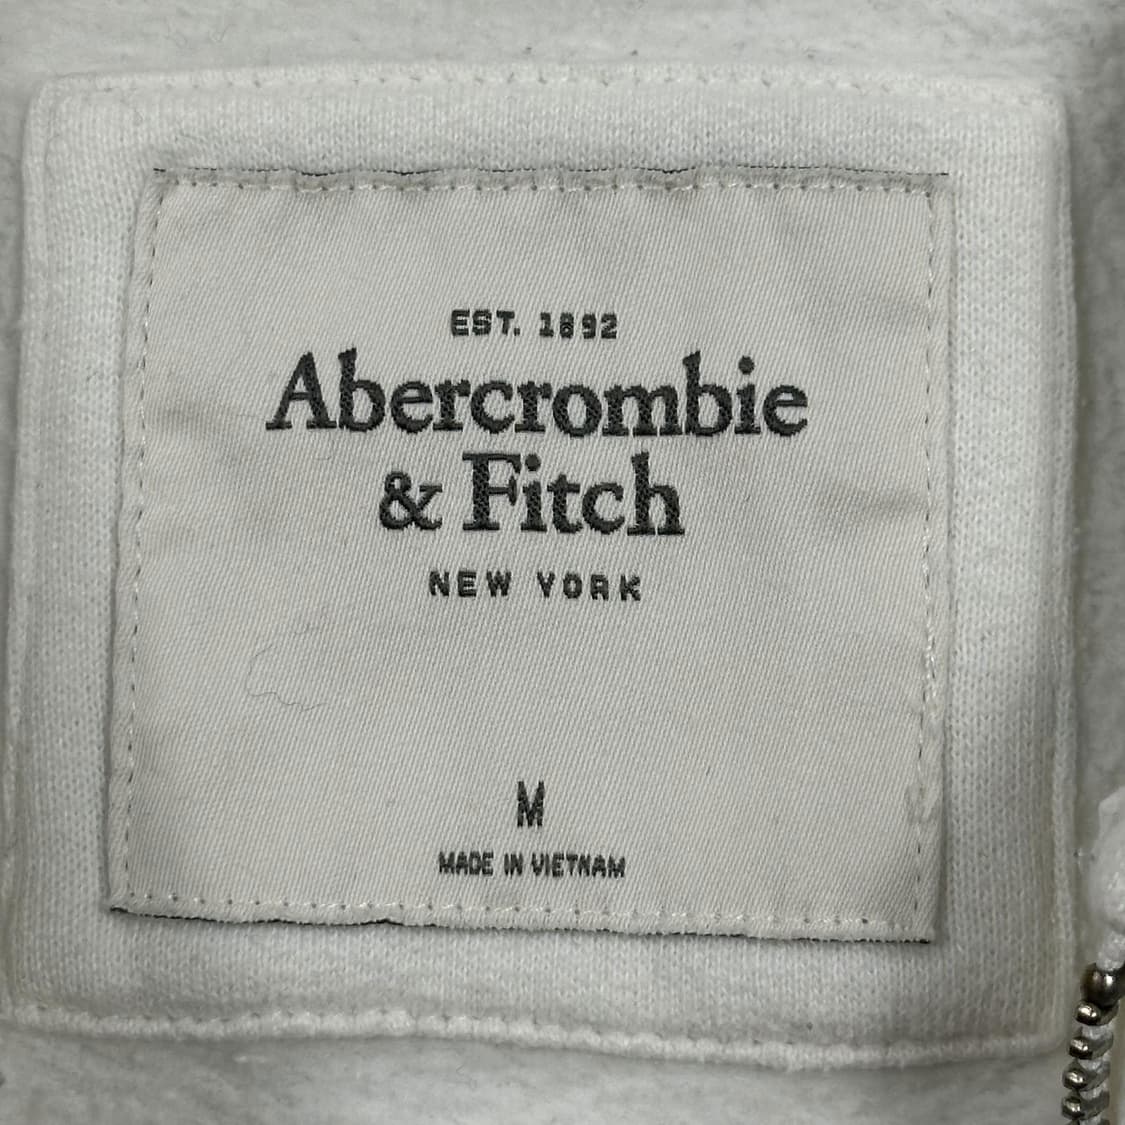 EST. 1892
Abercrombie
& Fitch
NEW YORK
M
MADE IN VIETNAM